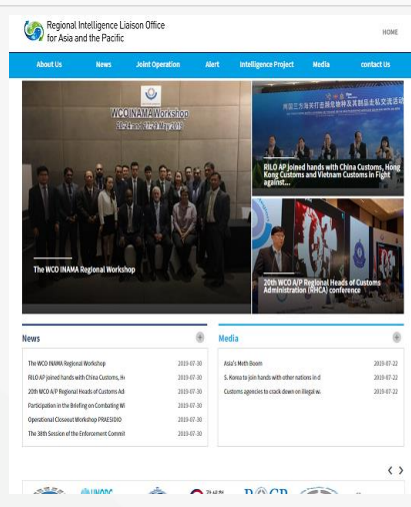 Regional Intelligence Liaison Office
for Asia and the Pacific
HOME
About Us
News
Joint Operation
Alert
Intelligence Project
Media
contact Us
WCO INAMA Workshop
The WCO INAMA Regional Workshop
RILO AP joined hands with China Customs, Hong
Kong Customs and Vietnam Customs in Fight
against...
20th WCO A/P Regional Heads of Customs
Administration (RHCA) conference
News
The WCO INAMA Regional Workshop 2019-07-30
RILO AP joined hands with China Customs, H 2019-07-30
20th WCO A/P Regional Heads of Customs Ad 2019-07-30
Participation in the Briefing on Combating Wi 2019-07-30
Operational Closeout Workshop PRAESIDIO 2019-07-30
The 38th Session of the Enforcement Commit 2019-07-30
Media
Asia's Meth Boom 2019-07-22
S. Korea to join hands with other nations in d 2019-07-22
Customs agencies to crack down on illegal w 2019-07-22